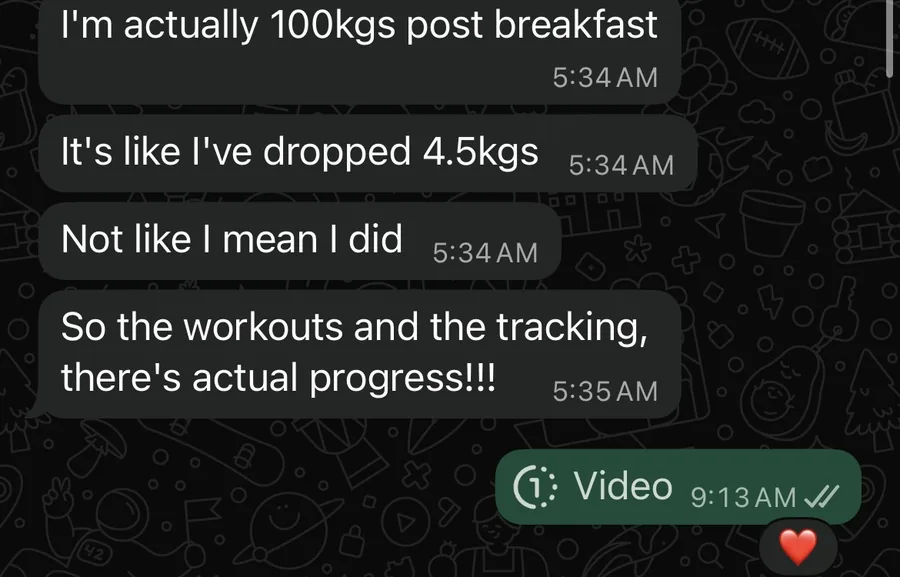 I'm actually 100kgs post breakfast
5:34 AM
It's like I've dropped 4.5kgs 5:34 AM
Not like I mean I did 5:34 AM
So the workouts and the tracking,
there's actual progress!!! 5:35 AM
1 Video 9:13 AM
42